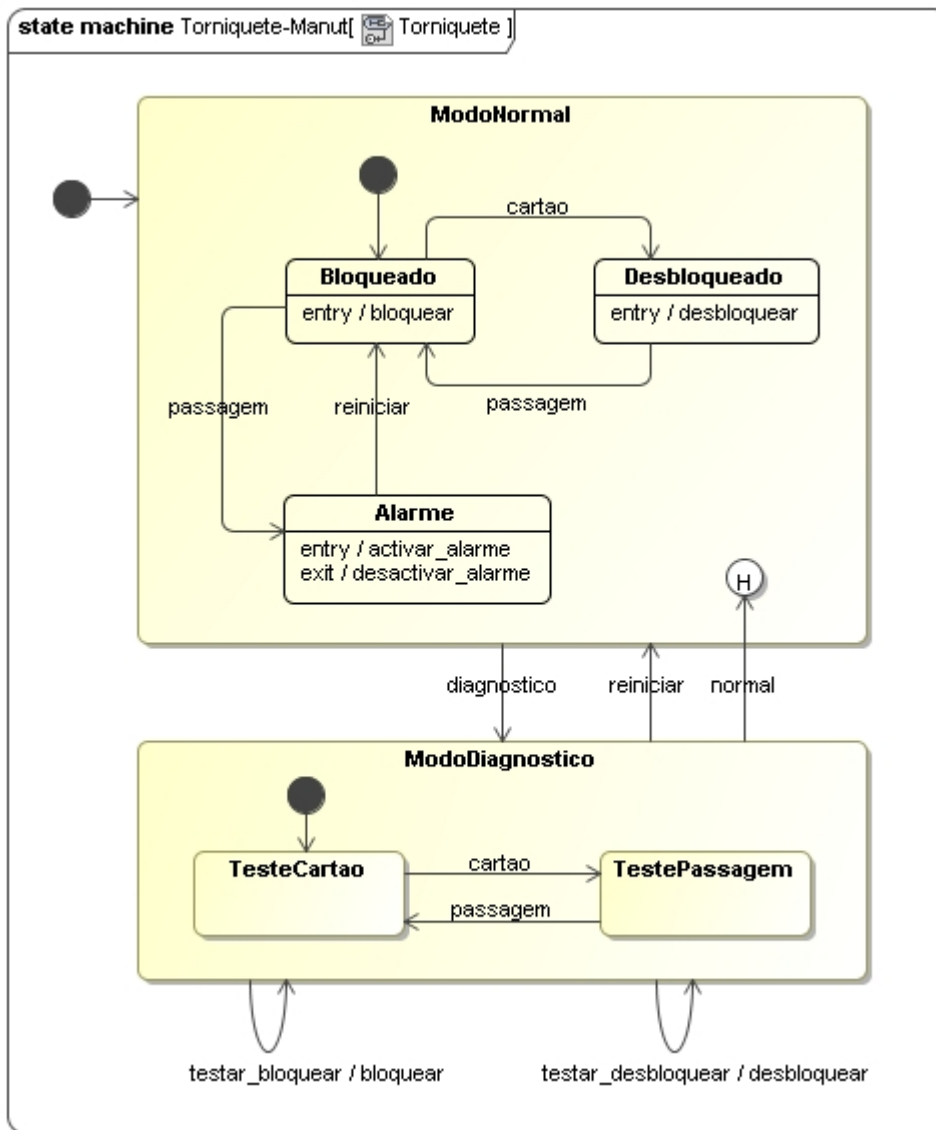 state machine Torniquete-Manut[ Torniquete ]
ModoNormal
cartao
Bloqueado
entry / bloquear
Desbloqueado
entry / desbloquear
passagem
reiniciar
passagem
Alarme
entry / activar_alarme
exit / desactivar_alarme
H
diagnostico
reiniciar
normal
ModoDiagnostico
TesteCartao
cartao
TestePassagem
passagem
testar_bloquear / bloquear
testar_desbloquear / desbloquear